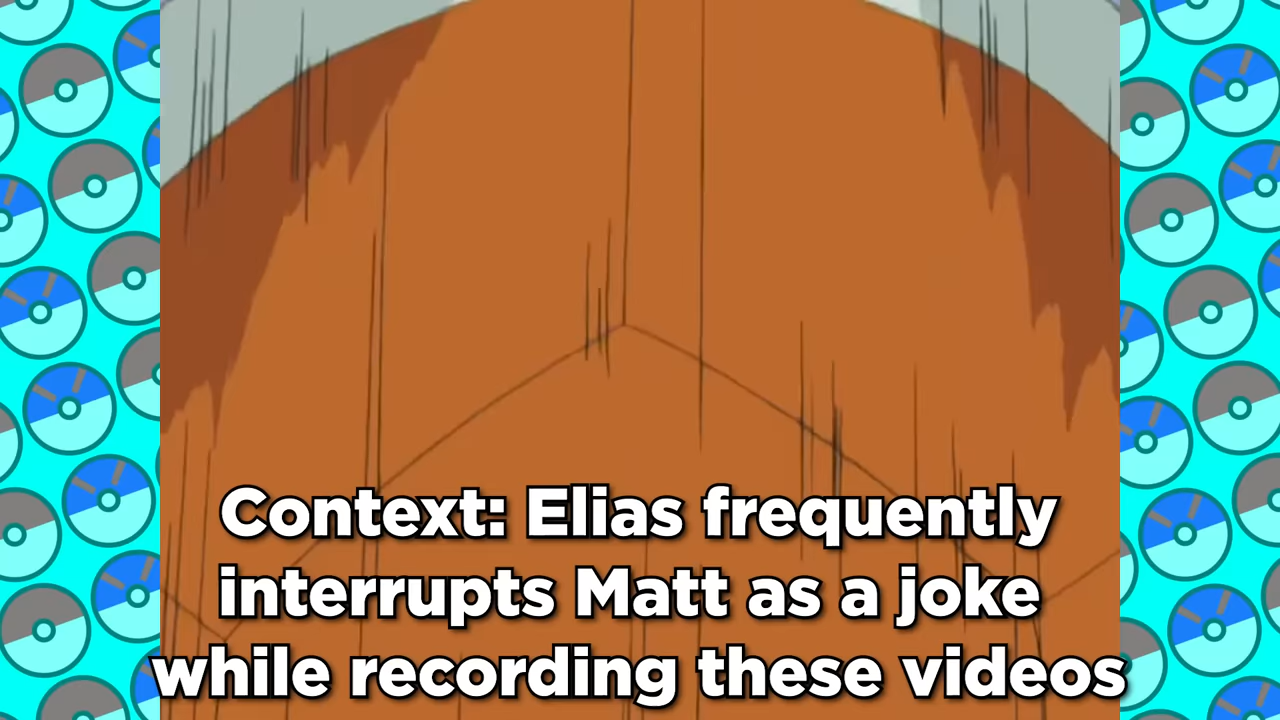 Context: Elias frequently
interrupts Matt as a joke
while recording these videos